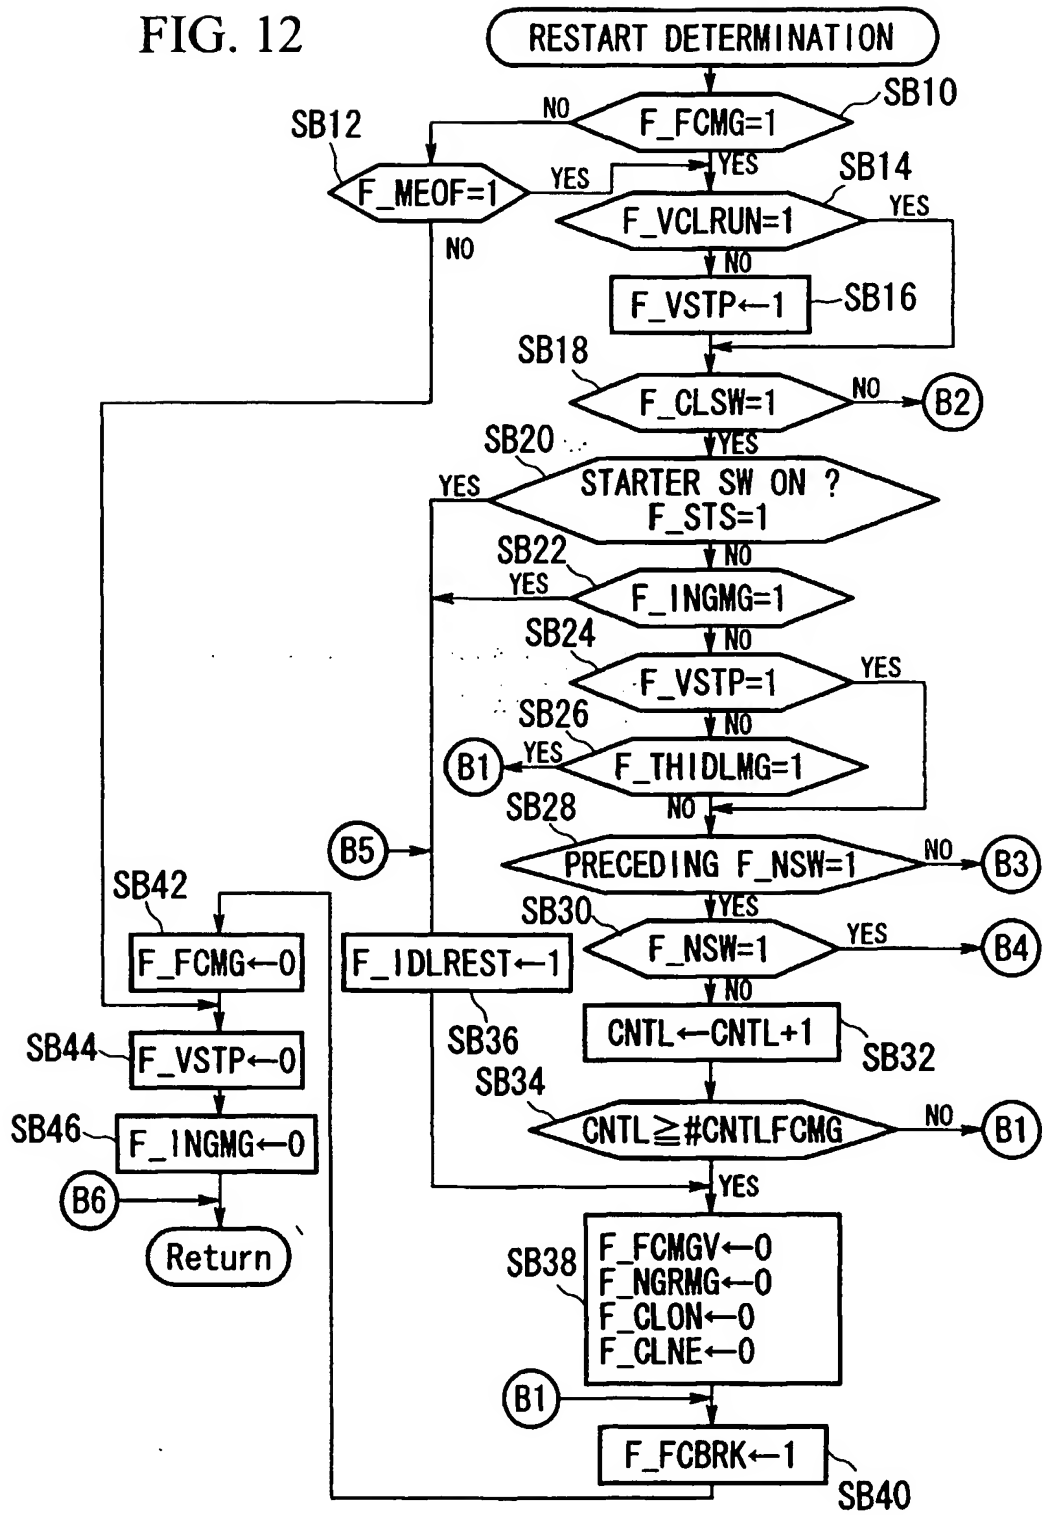 FIG. 12
RESTART DETERMINATION
SB10
NO
F_FCMG=1
SB12
YES
SB14
F_MEOF=1
YES
F_VCLRUN=1
YES
NO
NO
F_VSTP←1
SB16
SB18
F_CLSW=1
NO
B2
YES
SB20
STARTER SW ON ?
F_STS=1
YES
NO
SB22
YES
F_INGMG=1
NO
SB24
F_VSTP=1
YES
NO
SB26
B1
YES
F_THIDLMG=1
NO
SB28
B5
PRECEDING F_NSW=1
NO
B3
YES
SB42
SB30
F_NSW=1
YES
B4
F_FCMG←0
F_IDLREST←1
NO
SB36
CNTL←CNTL+1
SB32
SB44
F_VSTP←0
SB34
SB46
F_INGMG←0
CNTL≧#CNTLFCMG
NO
B1
YES
B6
Return
SB38
F_FCMGV←0
F_NGRMG←0
F_CLON←0
F_CLNE←0
B1
F_FCBRK←1
SB40